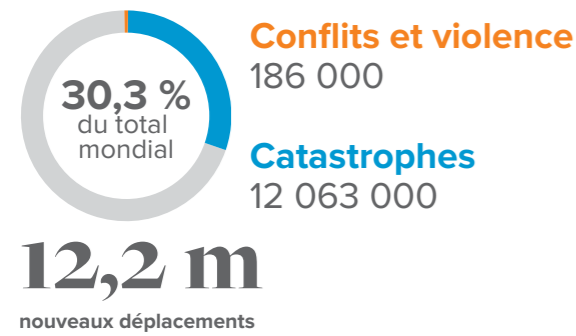 30,3 %
du total
mondial
Conflits et violence
186 000
Catastrophes
12 063 000
12,2 m
nouveaux déplacements